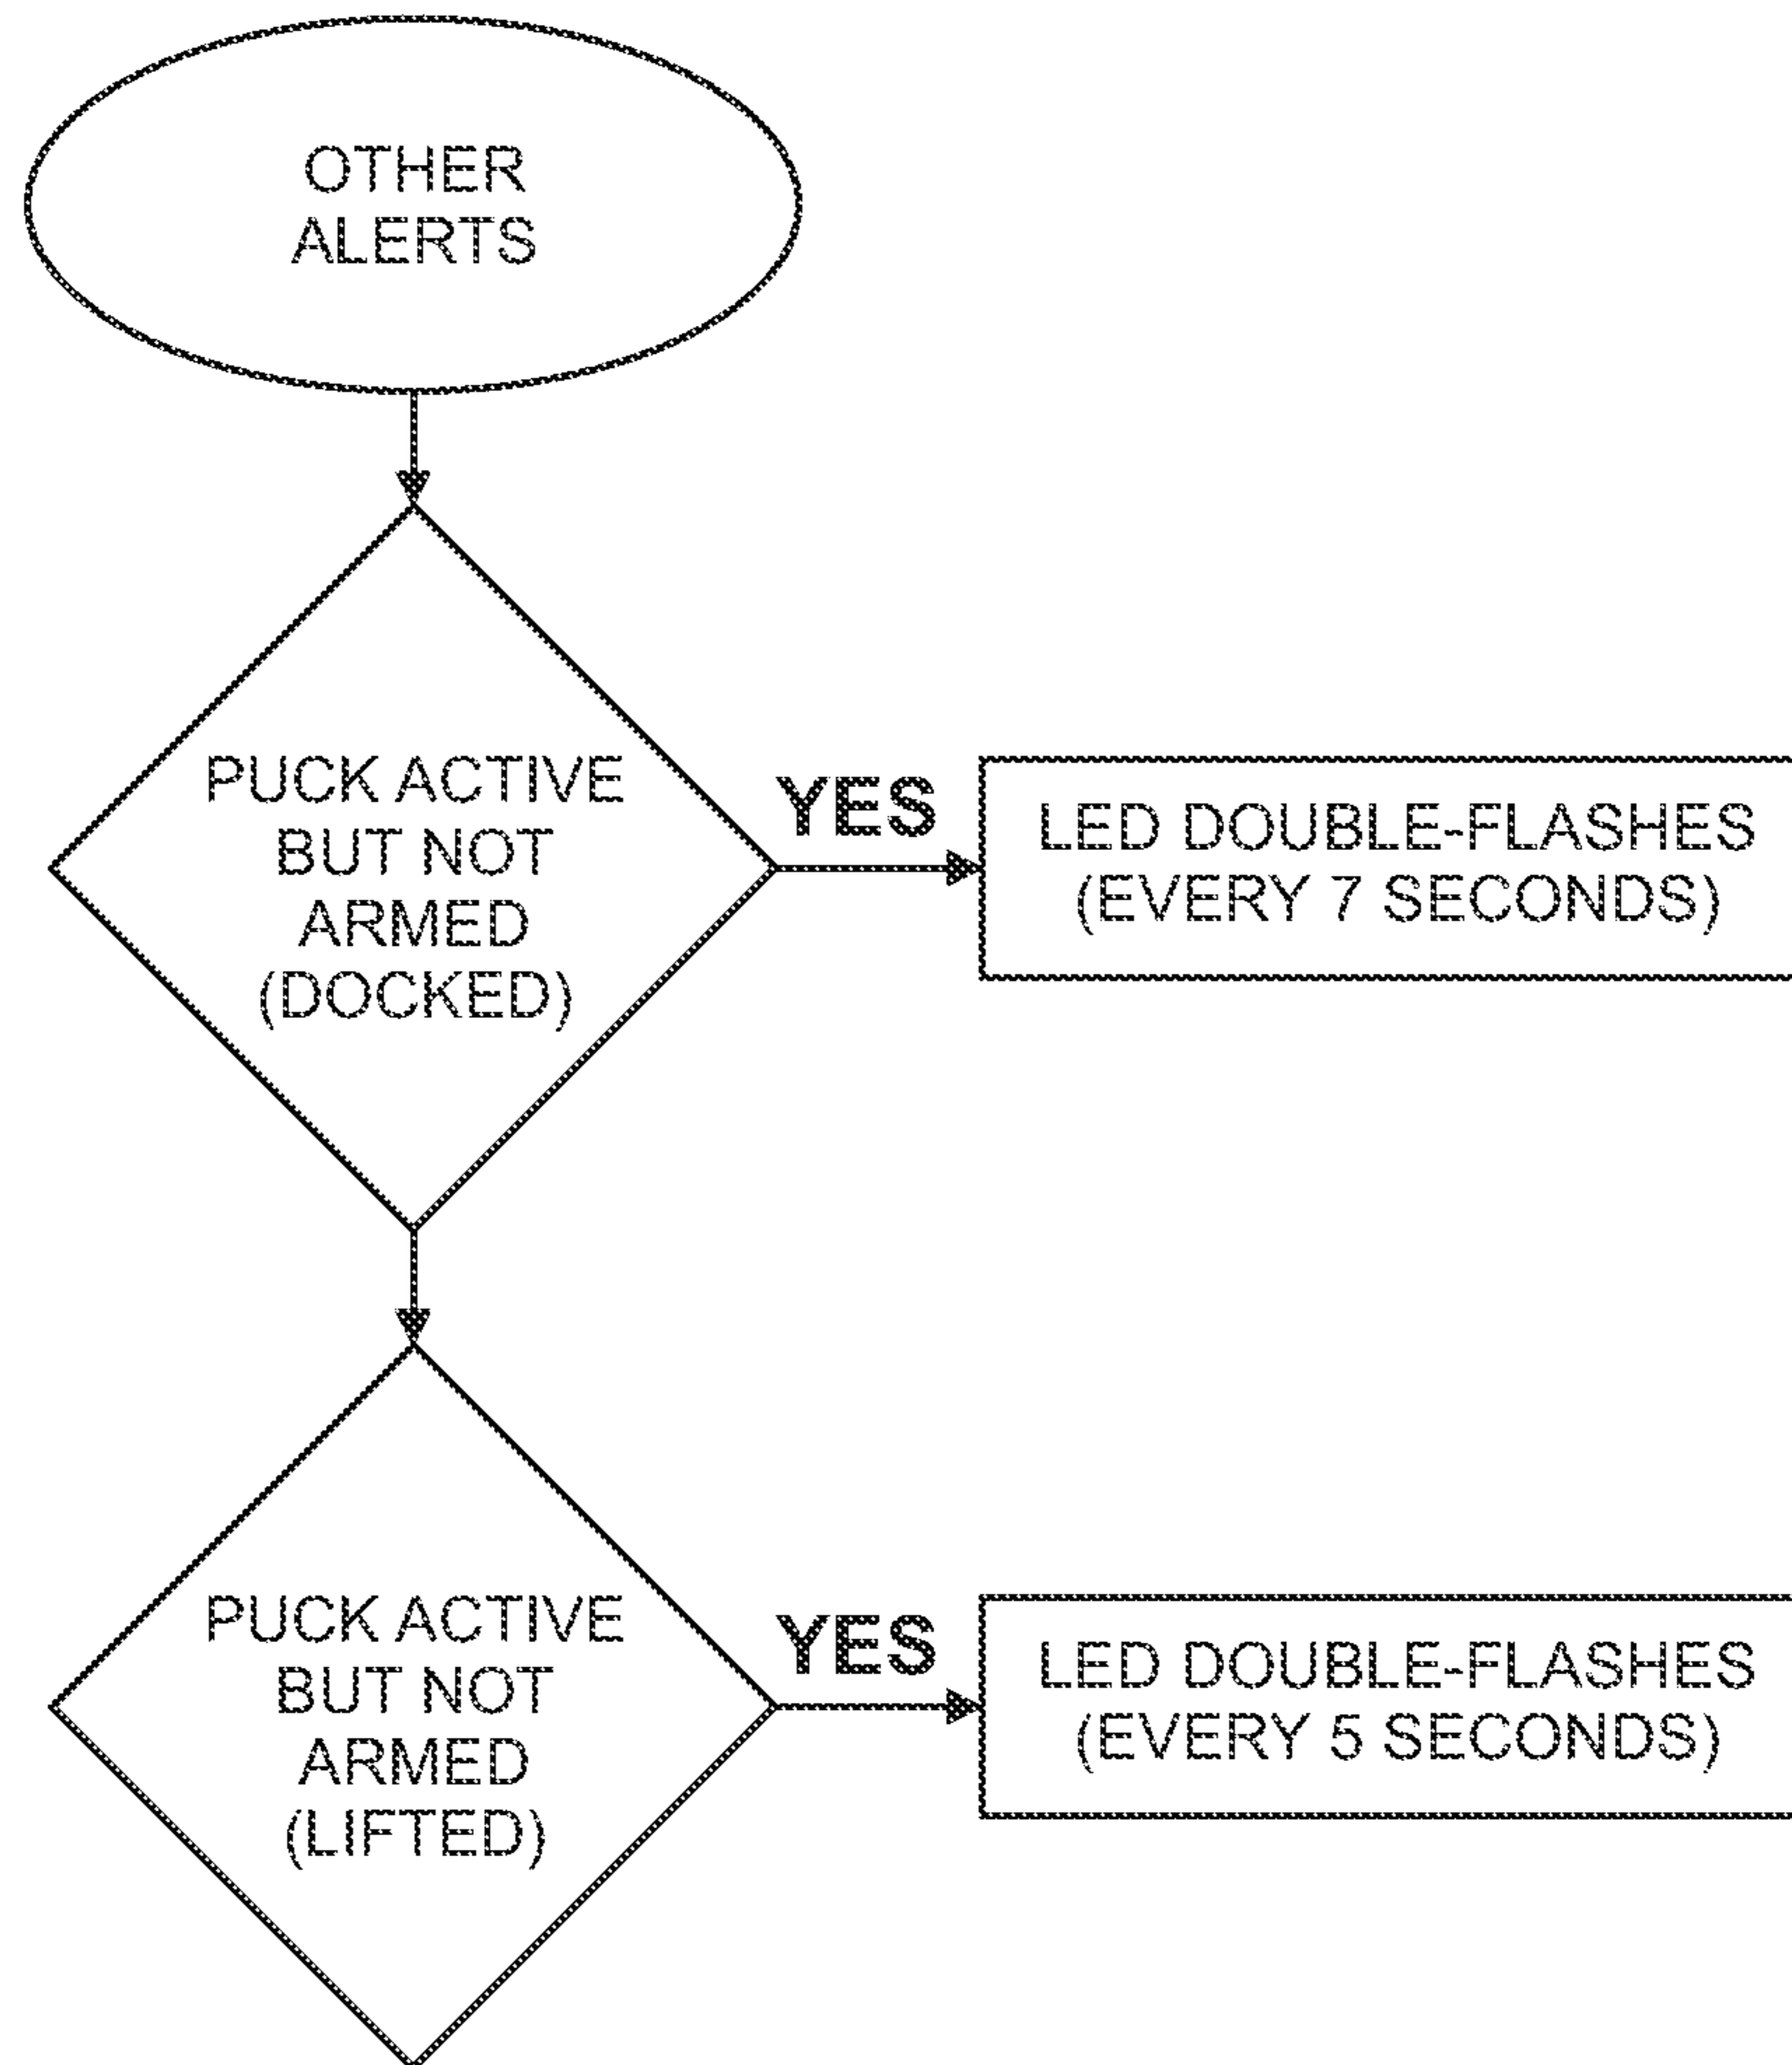 OTHER
ALERTS
PUCK ACTIVE
BUT NOT
ARMED
(DOCKED)
YES
LED DOUBLE-FLASHES
(EVERY 7 SECONDS)
PUCK ACTIVE
BUT NOT
ARMED
(LIFTED)
YES
LED DOUBLE-FLASHES
(EVERY 5 SECONDS)